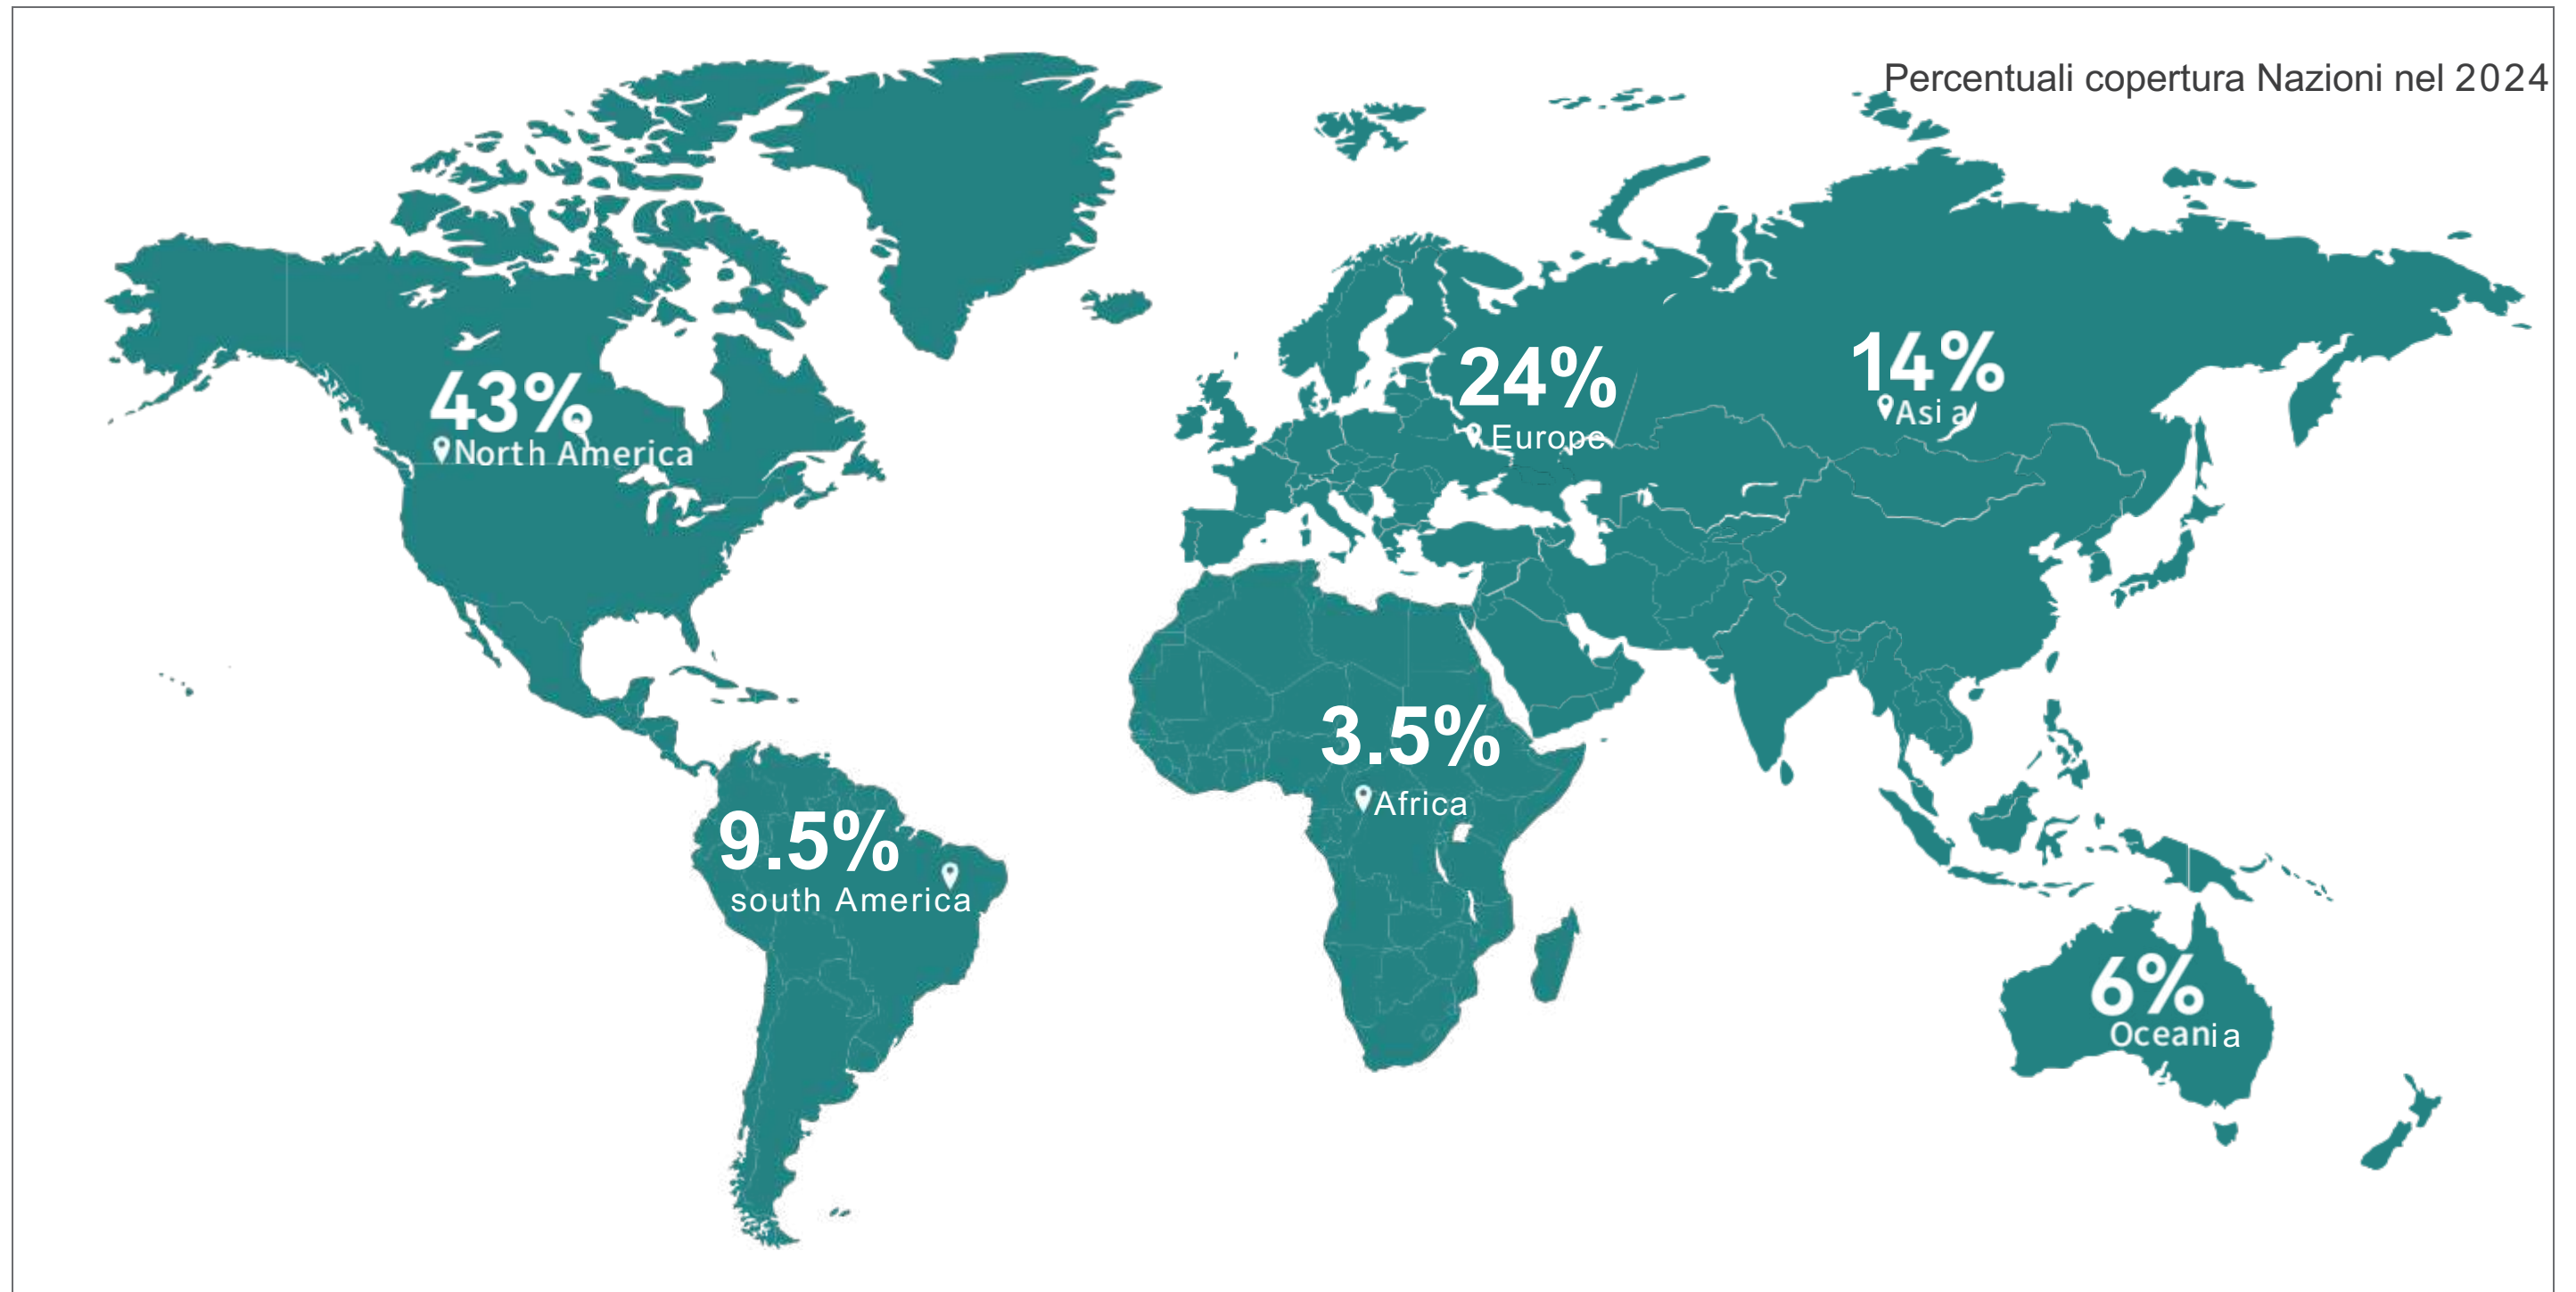 Percentuali copertura Nazioni nel 2024
43%
North America
24%
Europe
14%
Asia
3.5%
Africa
9.5%
south America
6%
Oceania